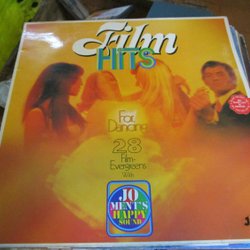 Film
HITS
For
Dancing
28
Film-
Evergreens
With
JO
MENT'S
HAPPY
SOUND